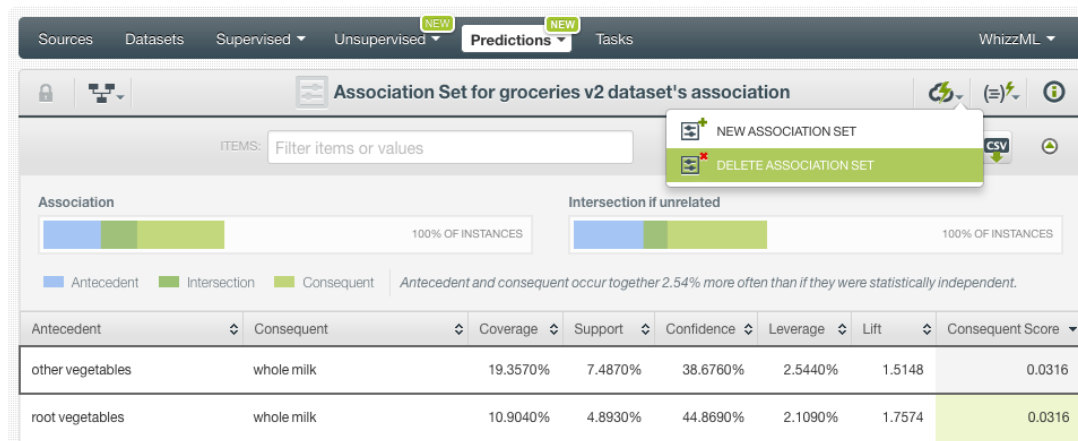 NEW NEW
Sources Datasets Supervised Unsupervised Predictions Tasks WhizzML
Association Set for groceries v2 dataset's association
NEW ASSOCIATION SET
ITEMS: Filter items or values CSV
DELETE ASSOCIATION SET
Association Intersection if unrelated
100% OF INSTANCES 100% OF INSTANCES
Antecedent Intersection Consequent Antecedent and consequent occur together 2.54% more often than if they were statistically independent.
Antecedent Consequent Coverage Support Confidence Leverage Lift Consequent Score
other vegetables whole milk 19.3570% 7.4870% 38.6760% 2.5440% 1.5148 0.0316
root vegetables whole milk 10.9040% 4.8930% 44.8690% 2.1090% 1.7574 0.0316